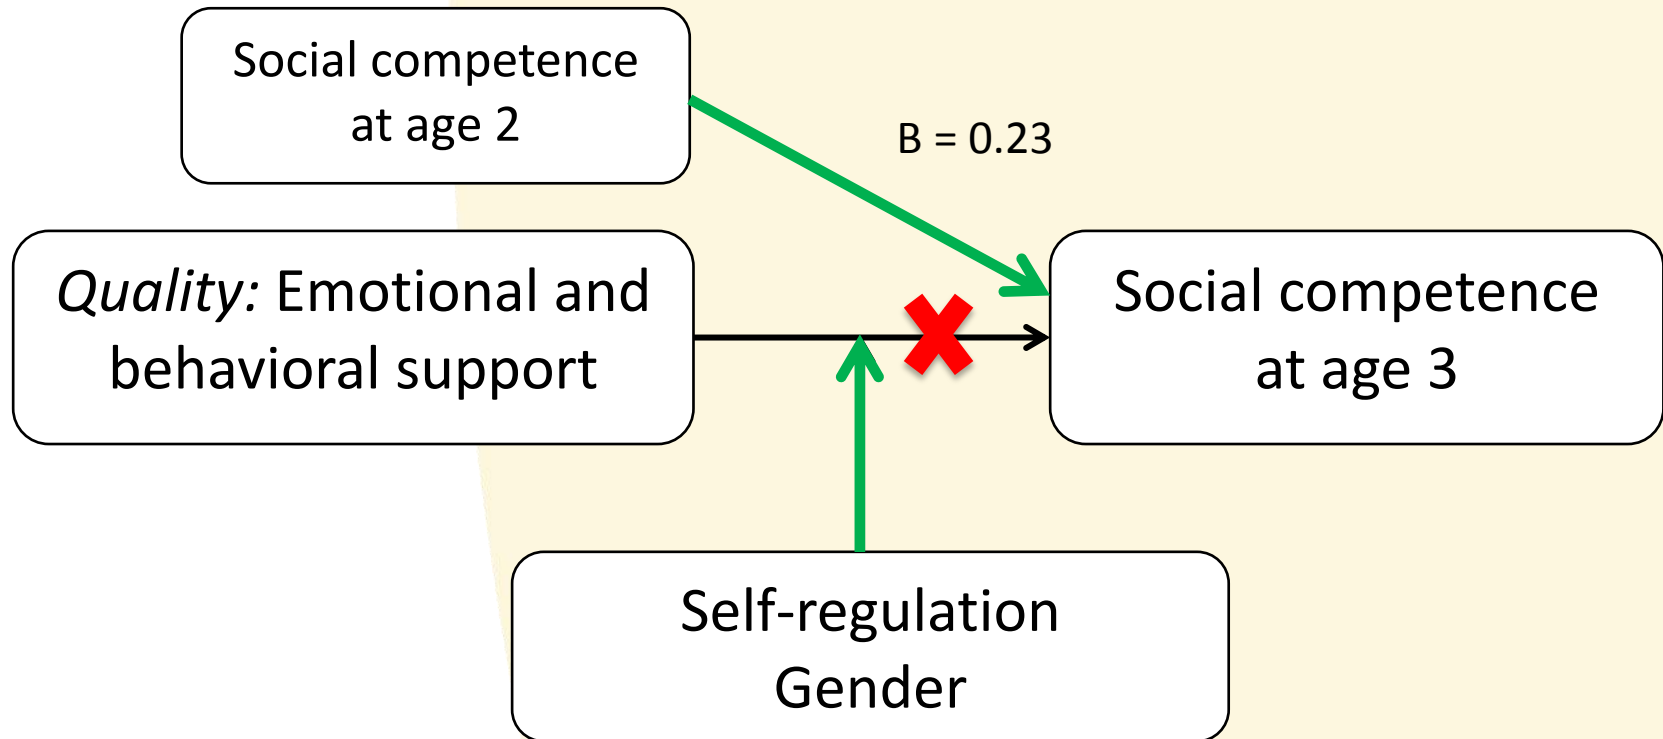 Social competence
at age 2
B = 0.23
Quality: Emotional and
behavioral support
Social competence
at age 3
Self-regulation
Gender